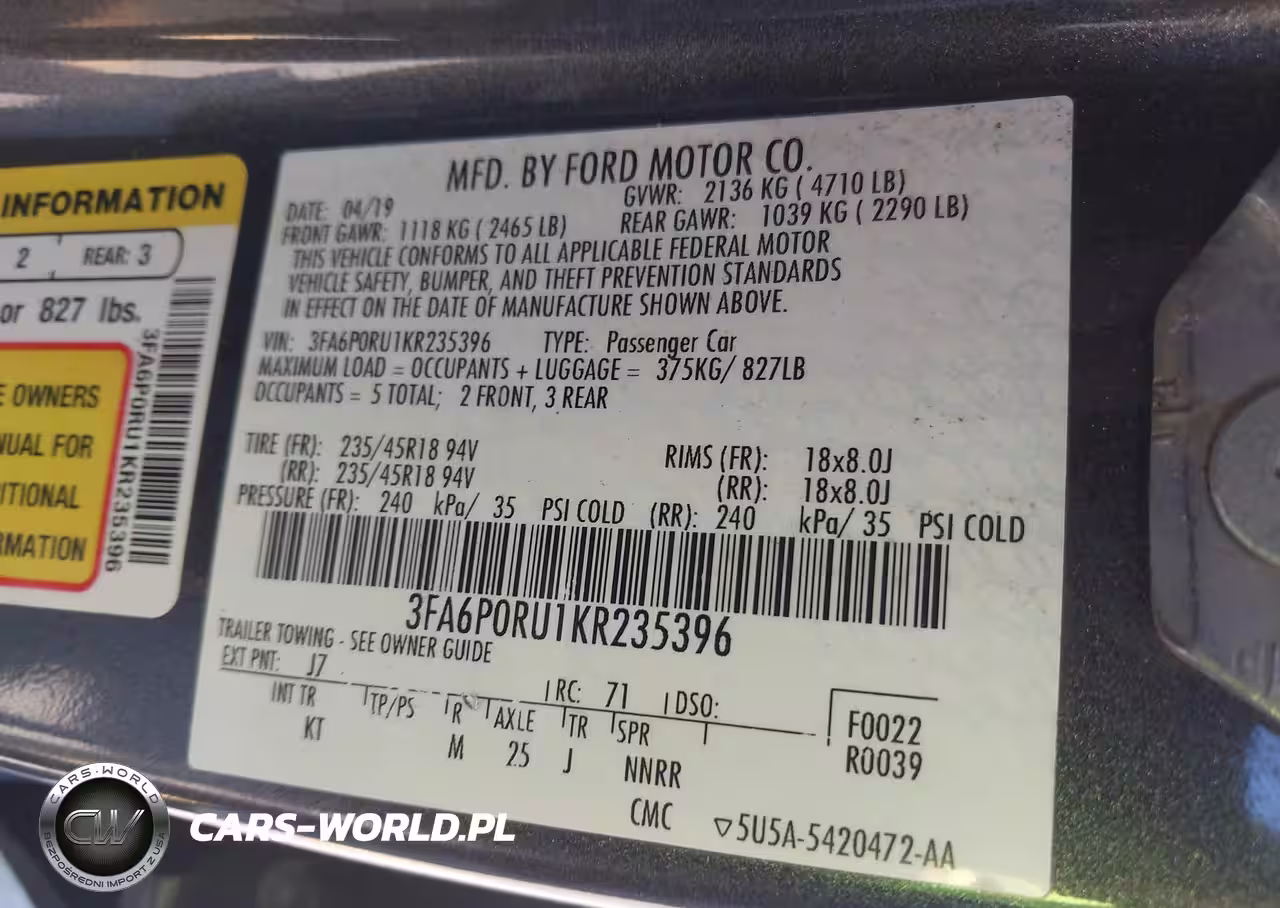 INFORMATION
2 REAR: 3
or 827 lbs.
E OWNERS
NUAL FOR
ITIONAL
RMATION
3FA6P0RU1KR235396
MFD. BY FORD MOTOR CO.
DATE: 04/19 GVWR: 2136 KG ( 4710 LB)
FRONT GAWR: 1118 KG ( 2465 LB) REAR GAWR: 1039 KG ( 2290 LB)
THIS VEHICLE CONFORMS TO ALL APPLICABLE FEDERAL MOTOR
VEHICLE SAFETY, BUMPER, AND THEFT PREVENTION STANDARDS
IN EFFECT ON THE DATE OF MANUFACTURE SHOWN ABOVE.
VIN: 3FA6P0RU1KR235396 TYPE: Passenger Car
MAXIMUM LOAD = OCCUPANTS + LUGGAGE = 375KG/ 827LB
OCCUPANTS = 5 TOTAL; 2 FRONT, 3 REAR
TIRE (FR): 235/45R18 94V RIMS (FR): 18x8.0J
(RR): 235/45R18 94V (RR): 18x8.0J
PRESSURE (FR): 240 kPa/ 35 PSI COLD (RR): 240 kPa/ 35 PSI COLD
3FA6P0RU1KR235396
TRAILER TOWING - SEE OWNER GUIDE
EXT PNT: J7 RC: 71 DSO:
INT TR TP/PS R AXLE TR SPR F0022
KT M 25 J NNRR R0039
CMC
▽5U5A-5420472-AA
CARS-WORLD
CW
BEZPOŚREDNI IMPORT Z USA
CARS-WORLD.PL